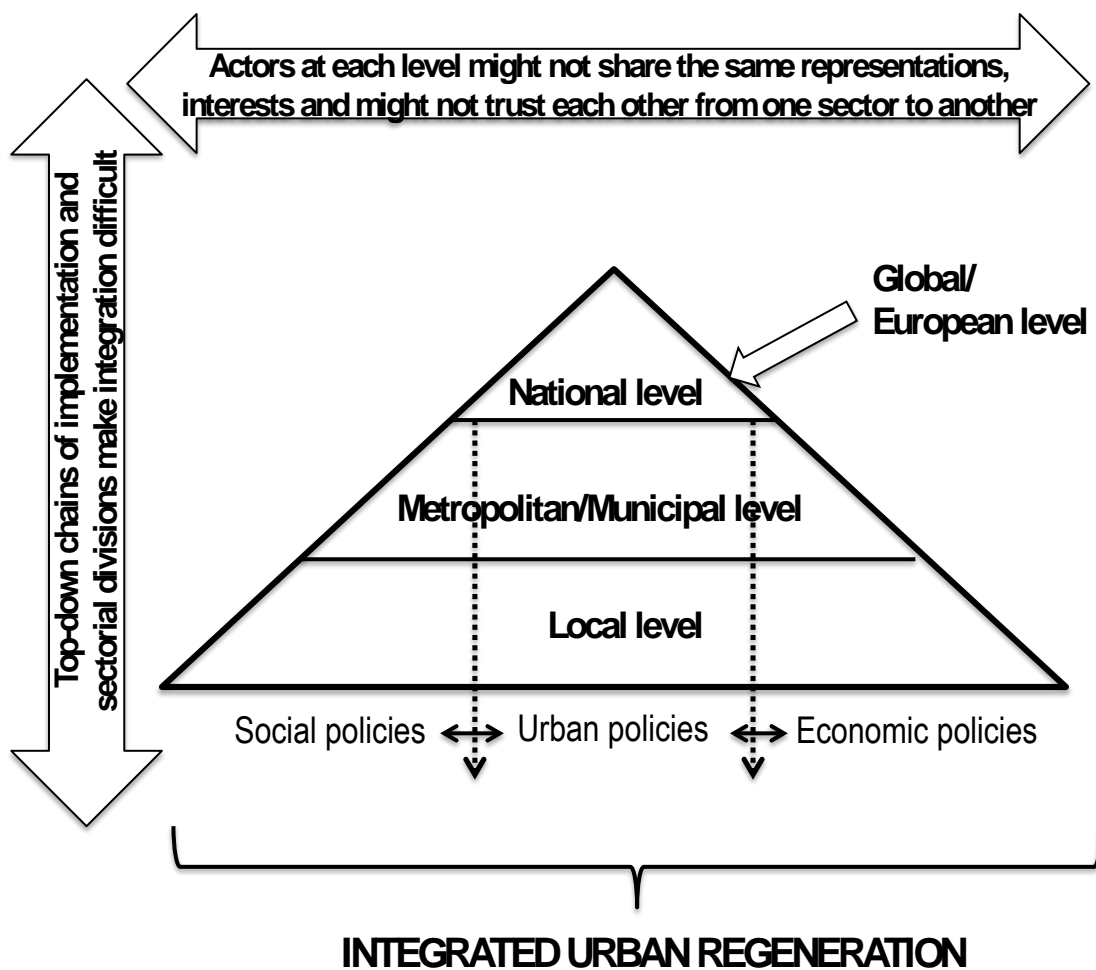 Actors at each level might not share the same representations,
interests and might not trust each other from one sector to another
Top-down chains of implementation and
sectorial divisions make integration difficult
Global/
European level
National level
Metropolitan/Municipal level
Local level
Social policies
Urban policies
Economic policies
INTEGRATED URBAN REGENERATION